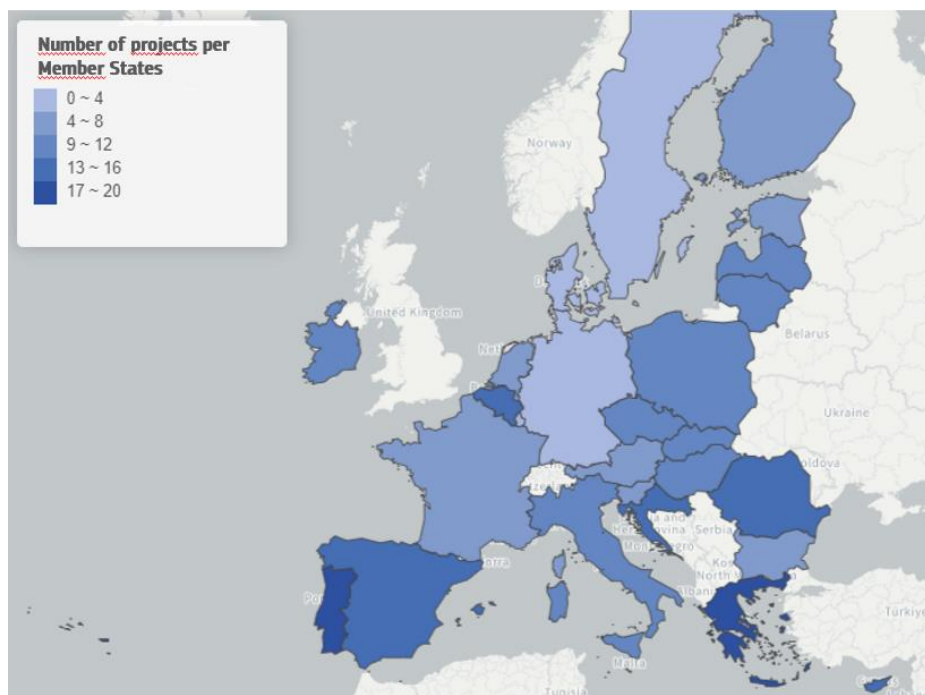 Number of projects per
Member States
0 ~ 4
4 ~ 8
9 ~ 12
13 ~ 16
17 ~ 20
Norway
United Kingdom
Belarus
Ukraine
Serbia
Malta
Türkiye
Tunisia